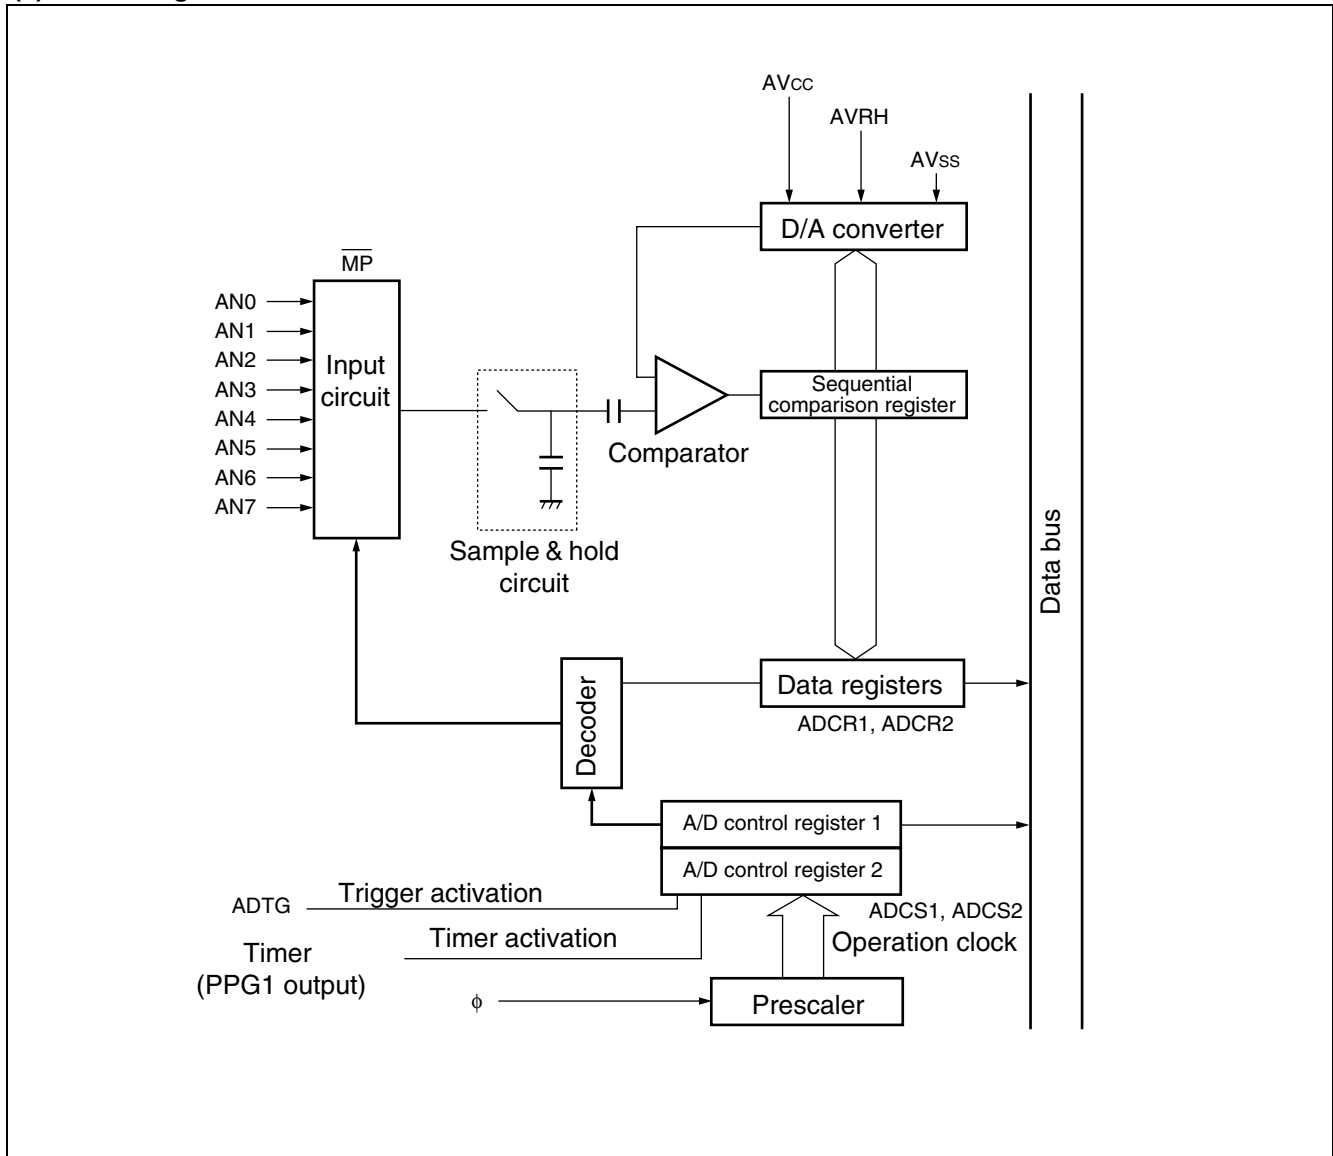 AVCC
AVRH
AVSS
D/A converter
MP
AN0
AN1
AN2
AN3
AN4
AN5
AN6
AN7
Input
circuit
Sequential
comparison register
Comparator
Sample & hold
circuit
Data bus
Decoder
Data registers
ADCR1, ADCR2
A/D control register 1
A/D control register 2
ADTG
Trigger activation
ADCS1, ADCS2
Timer activation
Operation clock
Timer
(PPG1 output)
ϕ
Prescaler